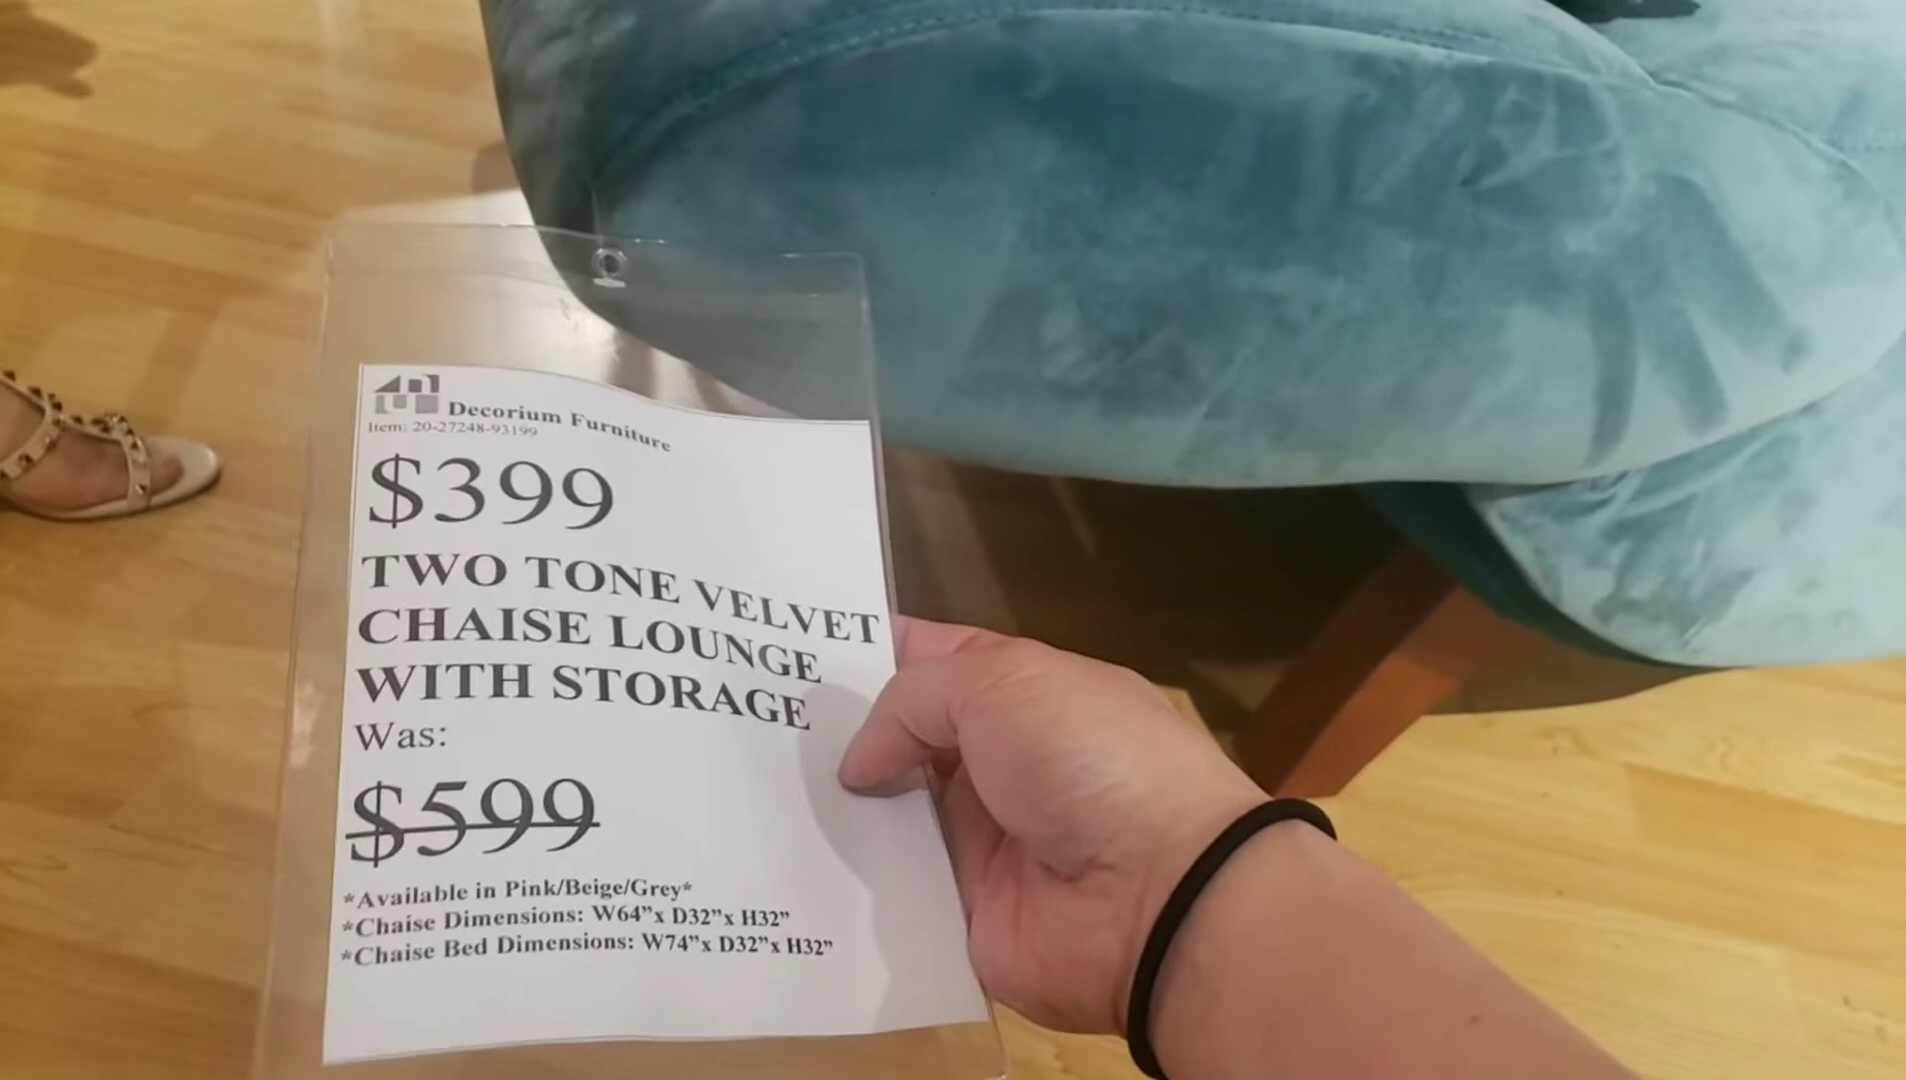 Decorium Furniture
Item: 20-27248-93199
$399
TWO TONE VELVET
CHAISE LOUNGE
WITH STORAGE
Was:
$599
*Available in Pink/Beige/Grey*
*Chaise Dimensions: W64”x D32”x H32”
*Chaise Bed Dimensions: W74”x D32”x H32”